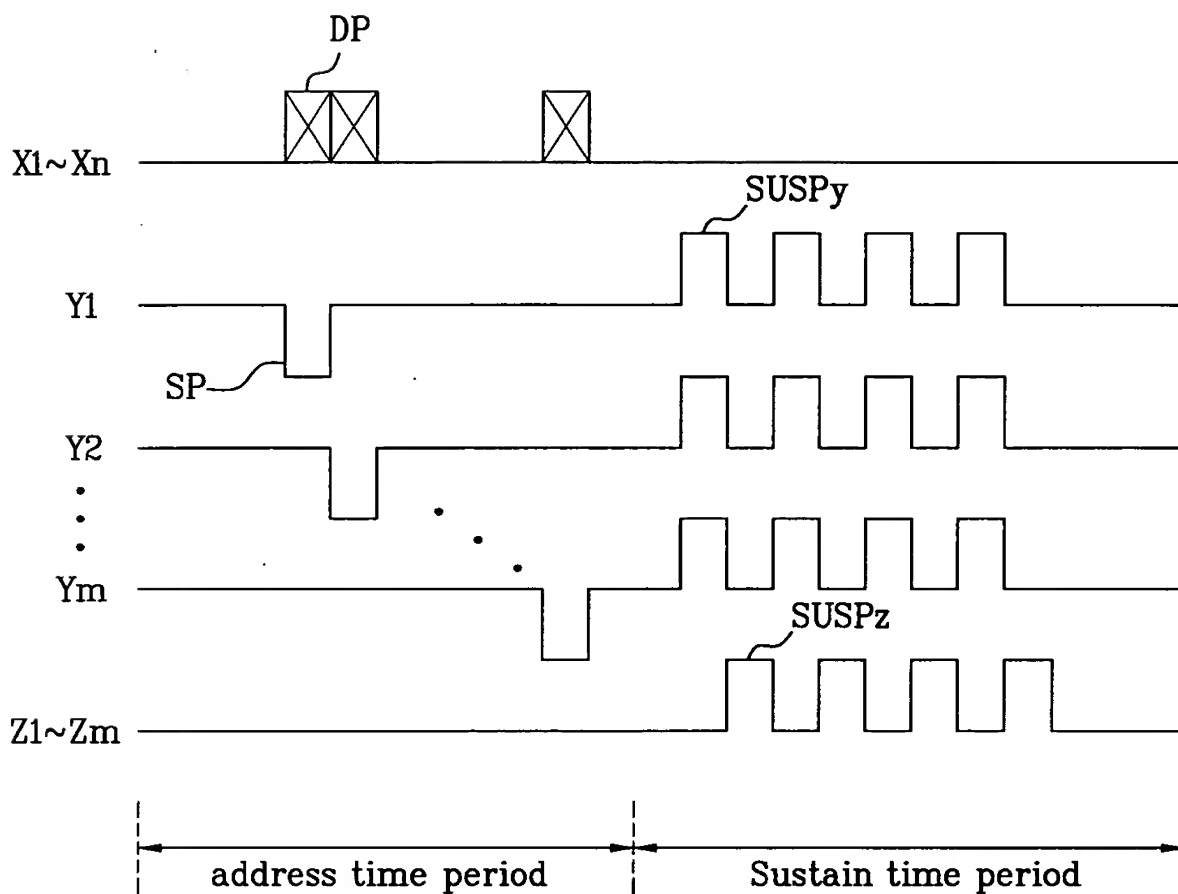 DP
X1~Xn
SUSPy
Y1
SP
Y2
Ym
SUSPz
Z1~Zm
address time period
Sustain time period